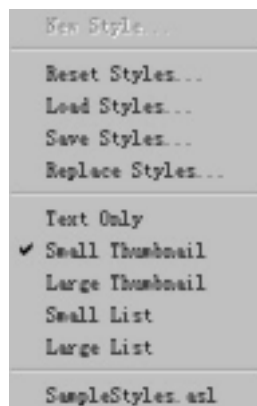 New Style...
Reset Styles...
Load Styles...
Save Styles...
Replace Styles...
Text Only
Small Thumbnail
Large Thumbnail
Small List
Large List
SampleStyles.asl